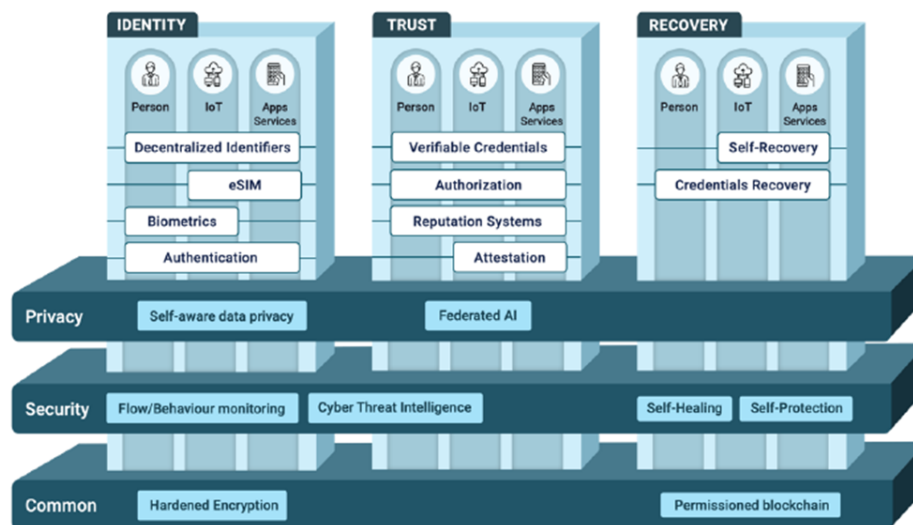 IDENTITY
TRUST
RECOVERY
Person
IoT
Apps
Services
Person
IoT
Apps
Services
Person
IoT
Apps
Services
Decentralized Identifiers
Verifiable Credentials
Self-Recovery
eSIM
Authorization
Credentials Recovery
Biometrics
Reputation Systems
Authentication
Attestation
Privacy
Self-aware data privacy
Federated AI
Security
Flow/Behaviour monitoring
Cyber Threat Intelligence
Self-Healing
Self-Protection
Common
Hardened Encryption
Permissioned blockchain